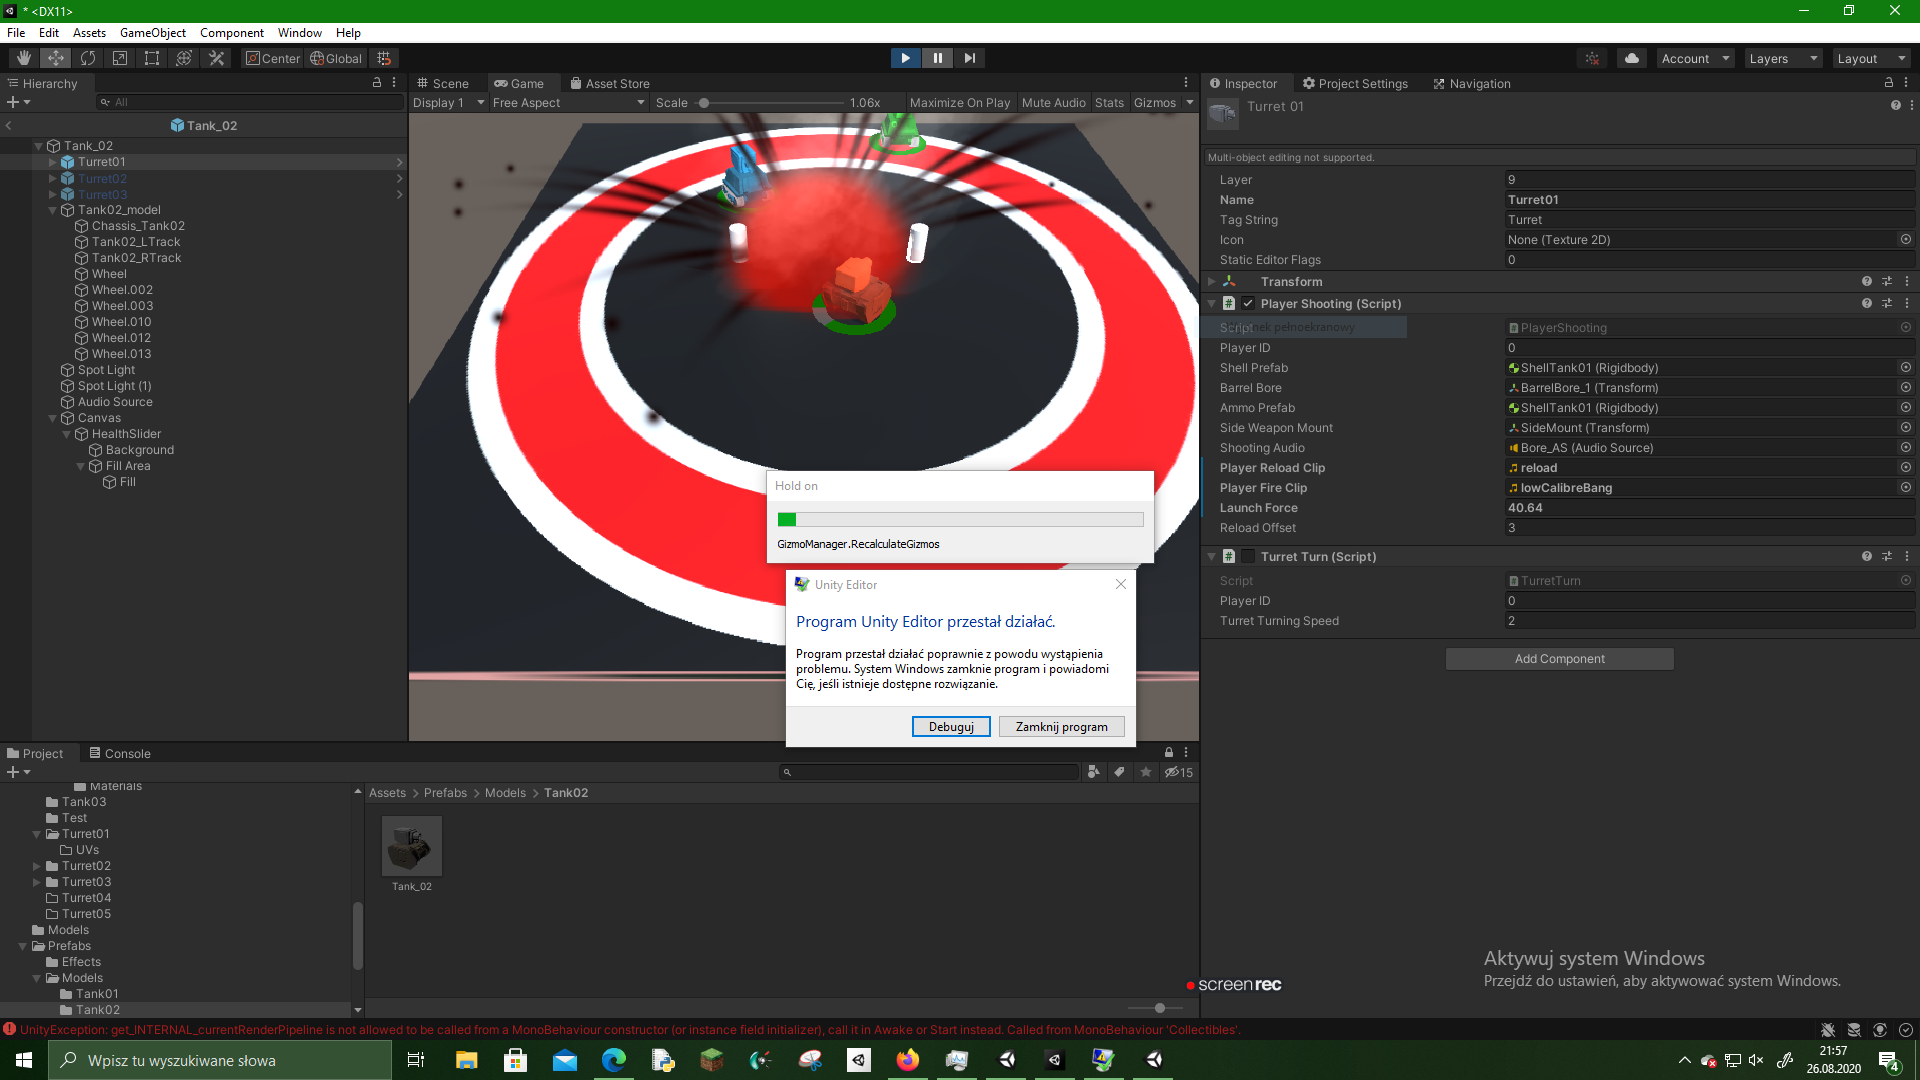 * <DX11>
File Edit Assets GameObject Component Window Help
Center Global
Account Layers Layout
Hierarchy
All
Tank_02
Tank_02
Turret01
Turret02
Turret03
Tank02_model
Chassis_Tank02
Tank02_LTrack
Tank02_RTrack
Wheel
Wheel.002
Wheel.003
Wheel.010
Wheel.012
Wheel.013
Spot Light
Spot Light (1)
Audio Source
Canvas
HealthSlider
Background
Fill Area
Fill
Scene Game Asset Store
Display 1 Free Aspect Scale 1.06x Maximize On Play Mute Audio Stats Gizmos
Hold on
GizmoManager.RecalculateGizmos
Unity Editor
Program Unity Editor przestał działać.
Program przestał działać poprawnie z powodu wystąpienia
problemu. System Windows zamknie program i powiadomi
Cię, jeśli istnieje dostępne rozwiązanie.
Debuguj Zamknij program
Inspector Project Settings Navigation
Turret 01
Multi-object editing not supported.
Layer 9
Name Turret01
Tag String Turret
Icon None (Texture 2D)
Static Editor Flags 0
Transform
Player Shooting (Script)
Script PlayerShooting
Player ID 0
Shell Prefab ShellTank01 (Rigidbody)
Barrel Bore BarrelBore_1 (Transform)
Ammo Prefab ShellTank01 (Rigidbody)
Side Weapon Mount SideMount (Transform)
Shooting Audio Bore_AS (Audio Source)
Player Reload Clip reload
Player Fire Clip lowCalibreBang
Launch Force 40.64
Reload Offset 3
Turret Turn (Script)
Script TurretTurn
Player ID 0
Turret Turning Speed 2
Add Component
Project Console
15
Materials
Tank03
Test
Turret01
UVs
Turret02
Turret03
Turret04
Turret05
Models
Prefabs
Effects
Models
Tank01
Tank02
Assets > Prefabs > Models > Tank02
Tank_02
Aktywuj system Windows
Przejdź do ustawień, aby aktywować system Windows.
screenrec
UnityException: get_INTERNAL_currentRenderPipeline is not allowed to be called from a MonoBehaviour constructor (or instance field initializer), call it in Awake or Start instead. Called from MonoBehaviour 'Collectibles'.
Wpisz tu wyszukiwane słowa
21:57
26.08.2020
4